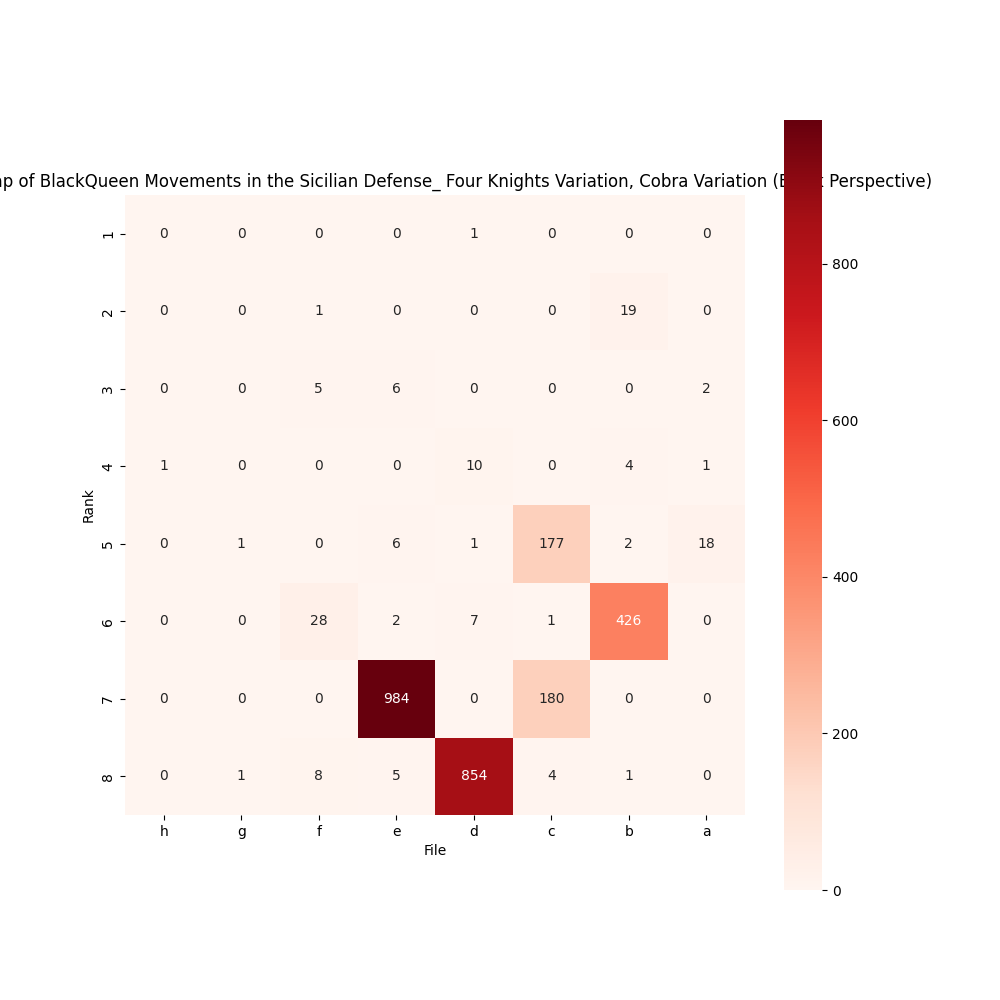 of BlackQueen Movements in the Sicilian Defense_ Four Knights Variation, Cobra Variation Perspective)
1 0 0 0 0 1 0 0 0
2 0 0 1 0 0 0 19 0
3 0 0 5 6 0 0 0 2
4 1 0 0 0 10 0 4 1
5 0 1 0 6 1 177 2 18
6 0 0 28 2 7 1 426 0
7 0 0 0 984 0 180 0 0
8 0 1 8 5 854 4 1 0
h g f e d c b a
Rank
File
800
600
400
200
0